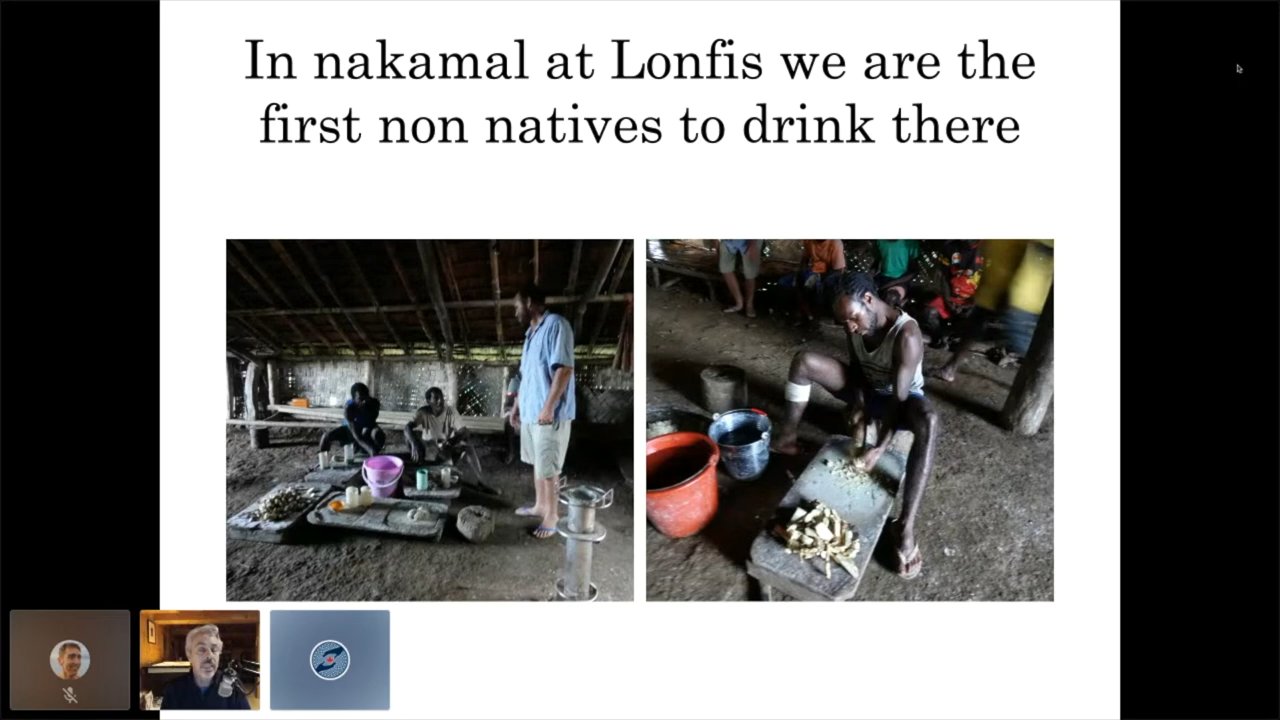 In nakamal at Lonfis we are the
first non natives to drink there